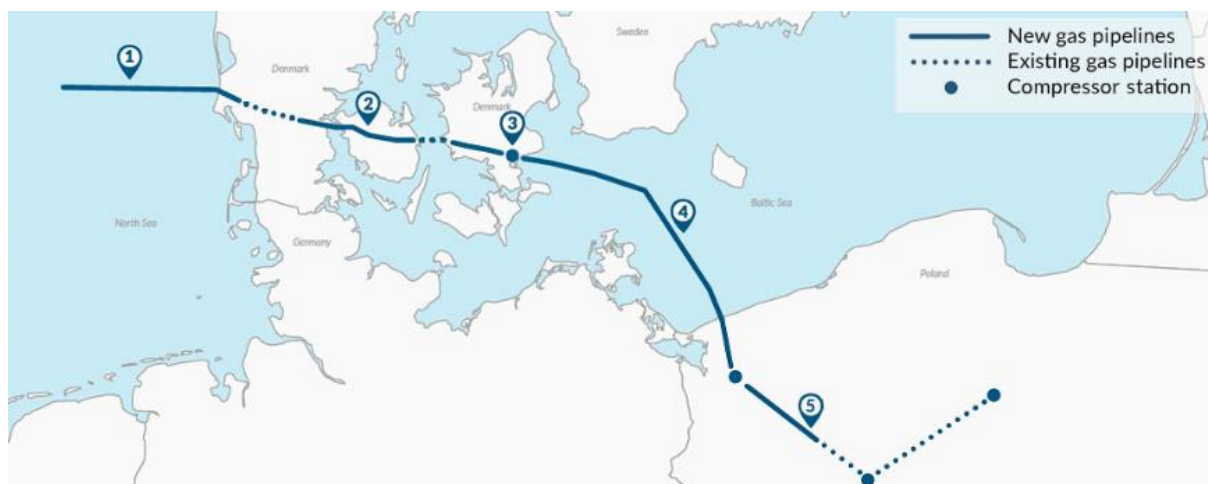 New gas pipelines
Existing gas pipelines
Compressor station
Sweden
Denmark
Denmark
North Sea
Germany
Baltic Sea
Poland
1
2
3
4
5